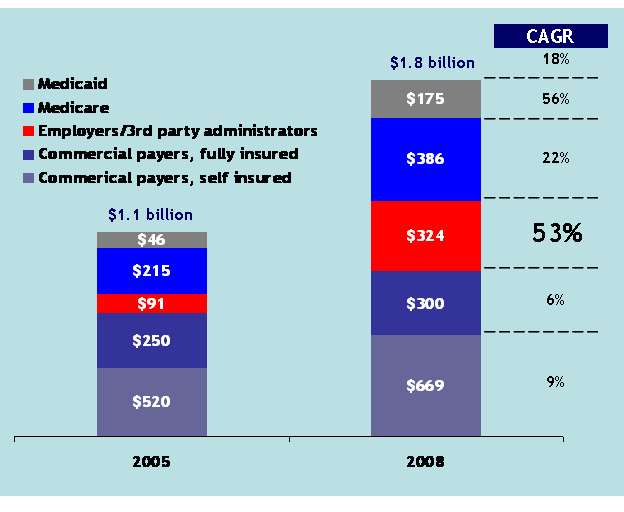 CAGR
$1.8 billion
18%
Medicaid
Medicare
Employers/3rd party administrators
Commercial payers, fully insured
Commerical payers, self insured
$175
56%
$386
22%
$1.1 billion
$46
$215
$91
$250
$520
$324
53%
$300
6%
$669
9%
2005
2008